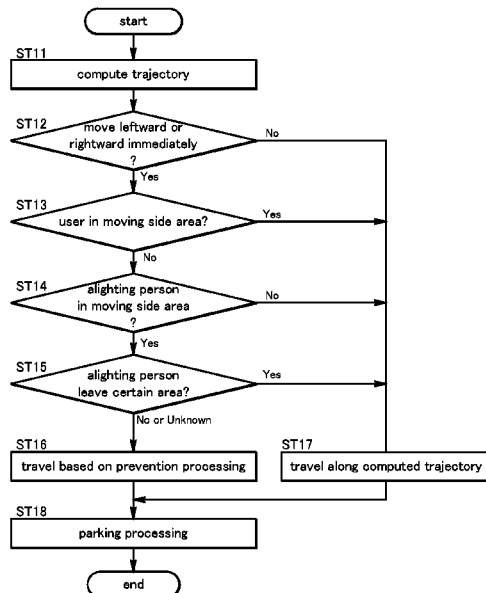 start
ST11
compute trajectory
ST12
move leftward or
rightward immediately
?
No
Yes
ST13
user in moving side area?
Yes
No
ST14
alighting person
in moving side area
?
No
Yes
ST15
alighting person
leave certain area?
Yes
No or Unknown
ST16
travel based on prevention processing
ST17
travel along computed trajectory
ST18
parking processing
end